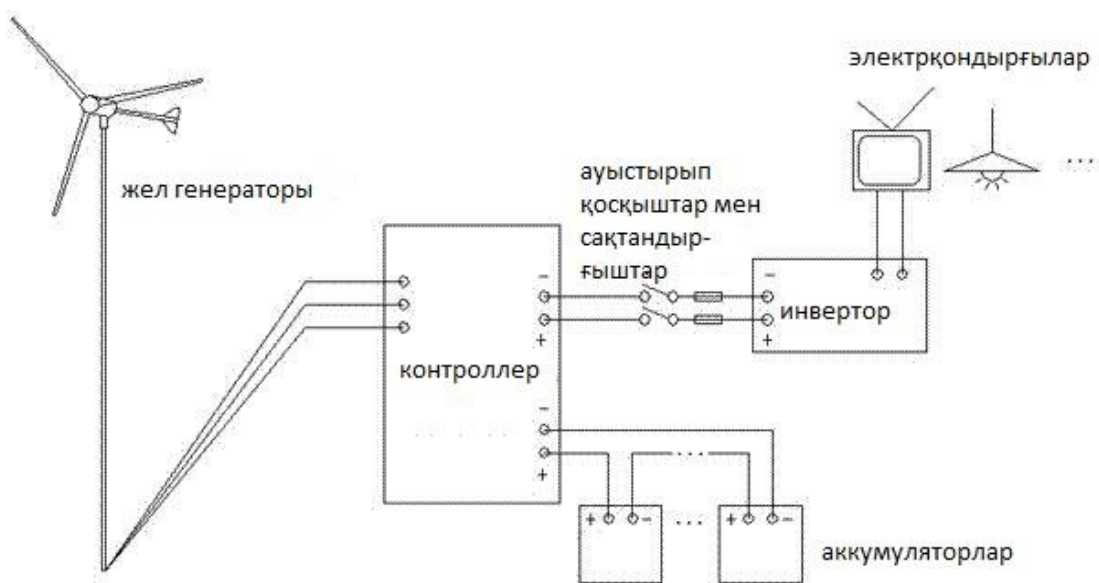 электрқондырғылар
...
жел генераторы
ауыстырып
қосқыштар мен
сақтандыр-
ғыштар
−
−
инвертор
+
+
контроллер
−
+
...
+ − ... + −
аккумуляторлар